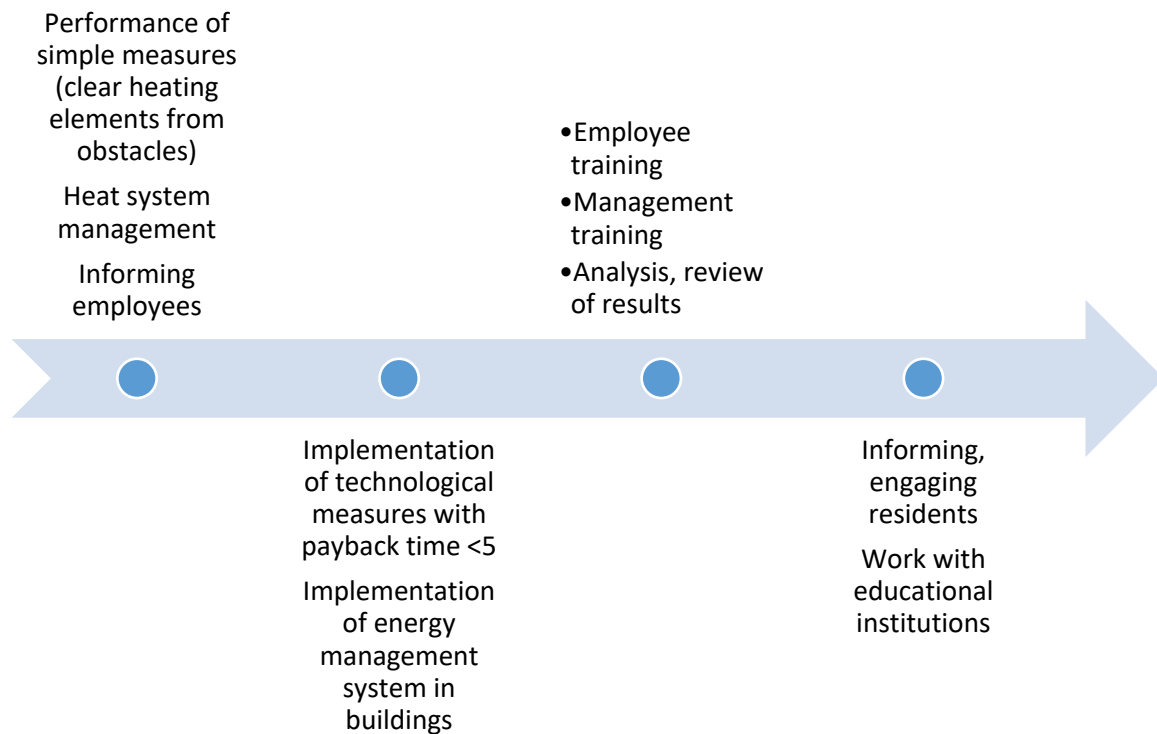 Performance of
simple measures
(clear heating
elements from
obstacles)
Heat system
management
Informing
employees
Implementation
of technological
measures with
payback time <5
Implementation
of energy
management
system in
buildings
•Employee
training
•Management
training
•Analysis, review
of results
Informing,
engaging
residents
Work with
educational
institutions